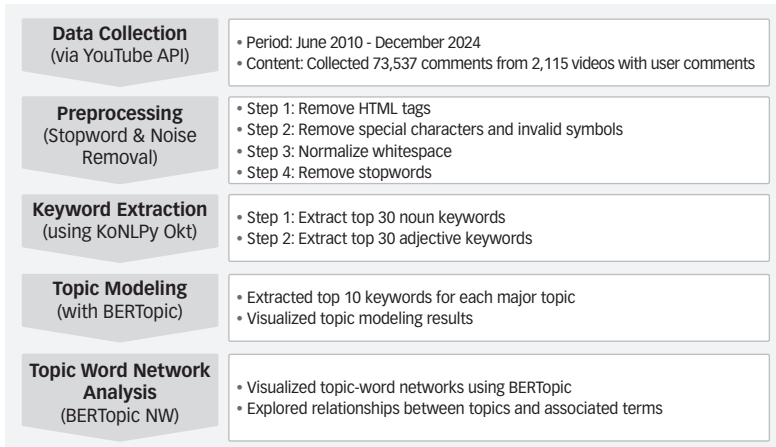 Data Collection
(via YouTube API)
• Period: June 2010 - December 2024
• Content: Collected 73,537 comments from 2,115 videos with user comments
Preprocessing
(Stopword & Noise
Removal)
• Step 1: Remove HTML tags
• Step 2: Remove special characters and invalid symbols
• Step 3: Normalize whitespace
• Step 4: Remove stopwords
Keyword Extraction
(using KoNLPy Okt)
• Step 1: Extract top 30 noun keywords
• Step 2: Extract top 30 adjective keywords
Topic Modeling
(with BERTopic)
• Extracted top 10 keywords for each major topic
• Visualized topic modeling results
Topic Word Network
Analysis
(BERTopic NW)
• Visualized topic-word networks using BERTopic
• Explored relationships between topics and associated terms